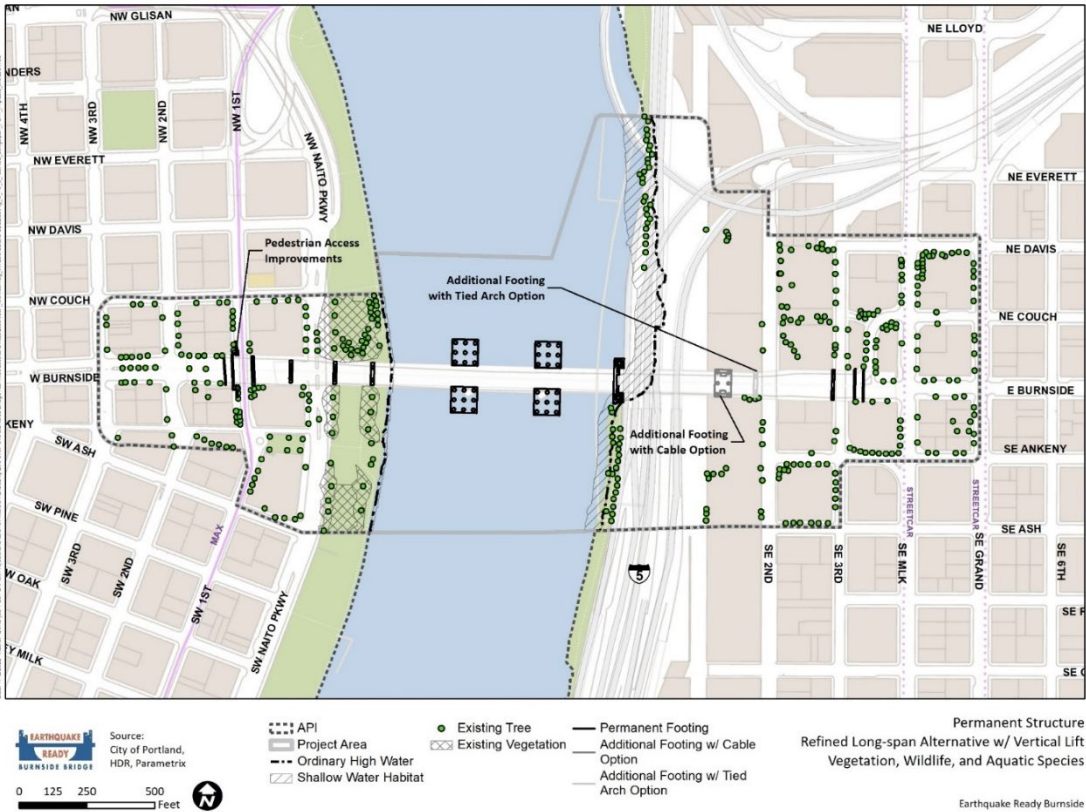 AN
NW GLISAN
NE LLOYD
NDERS
NW 4TH
NW 3RD
NW 2ND
NW 1ST
NW NAITO PKWY
NW EVERETT
NE EVERETT
NW DAVIS
NE DAVIS
Pedestrian Access
Improvements
Additional Footing
with Tied Arch Option
NW COUCH
NE COUCH
W BURNSIDE
E BURNSIDE
KENY
SW ASH
Additional Footing
with Cable Option
SE ANKENY
SW PINE
MAX
STREETCAR
STREETCAR
SE ASH
SW 3RD
SW 2ND
W OAK
SW 1ST
SW NAITO PKWY
5
SE 2ND
SE 3RD
SE MLK
SE GRAND
SE 6TH
Y MILK
EARTHQUAKE
READY
BURNSIDE BRIDGE
Source:
City of Portland,
HDR, Parametrix
0 125 250 500
Feet
N
API
Project Area
Ordinary High Water
Shallow Water Habitat
Existing Tree
Existing Vegetation
Permanent Footing
Additional Footing w/ Cable
Option
Additional Footing w/ Tied
Arch Option
Permanent Structure
Refined Long-span Alternative w/ Vertical Lift
Vegetation, Wildlife, and Aquatic Species
Earthquake Ready Burnside